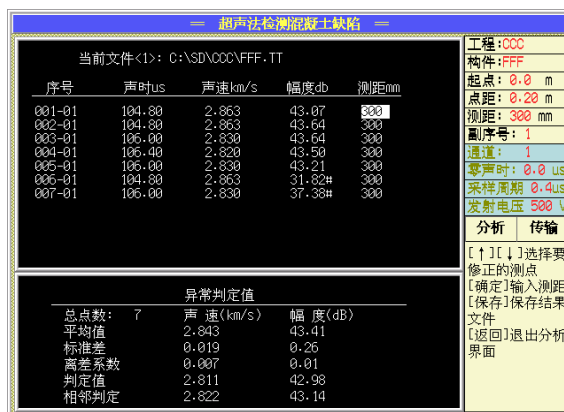 ═ 超声法检测混凝土缺陷 ═
当前文件<1>: C:\SD\CCC\FFF.TT
序号 声时us 声速km/s 幅度db 测距mm
001-01 104.80 2.863 43.07 300
002-01 104.80 2.863 43.64 300
003-01 106.00 2.830 43.64 300
004-01 106.40 2.820 43.50 300
005-01 106.00 2.830 43.21 300
006-01 104.80 2.863 31.82# 300
007-01 106.00 2.830 37.38# 300
异常判定值
总点数: 7 声 速(km/s) 幅 度(dB)
平均值 2.843 43.41
标准差 0.019 0.26
离差系数 0.007 0.01
判定值 2.811 42.98
相邻判定 2.822 43.14
工程:CCC
构件:FFF
起点: 0.0 m
点距: 0.20 m
测距: 300 mm
副序号: 1
通道: 1
零声时: 0.0 us
采样周期 0.4us
发射电压 500 V
分析 传输
[↑][↓]选择要
修正的测点
[确定]输入测距
[保存]保存结果
文件
[返回]退出分析
界面